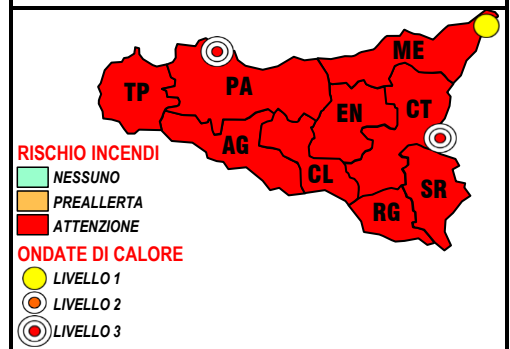 ME
PA
TP
EN
CT
AG
CL
SR
RG
RISCHIO INCENDI
NESSUNO
PREALLERTA
ATTENZIONE
ONDATE DI CALORE
LIVELLO 1
LIVELLO 2
LIVELLO 3